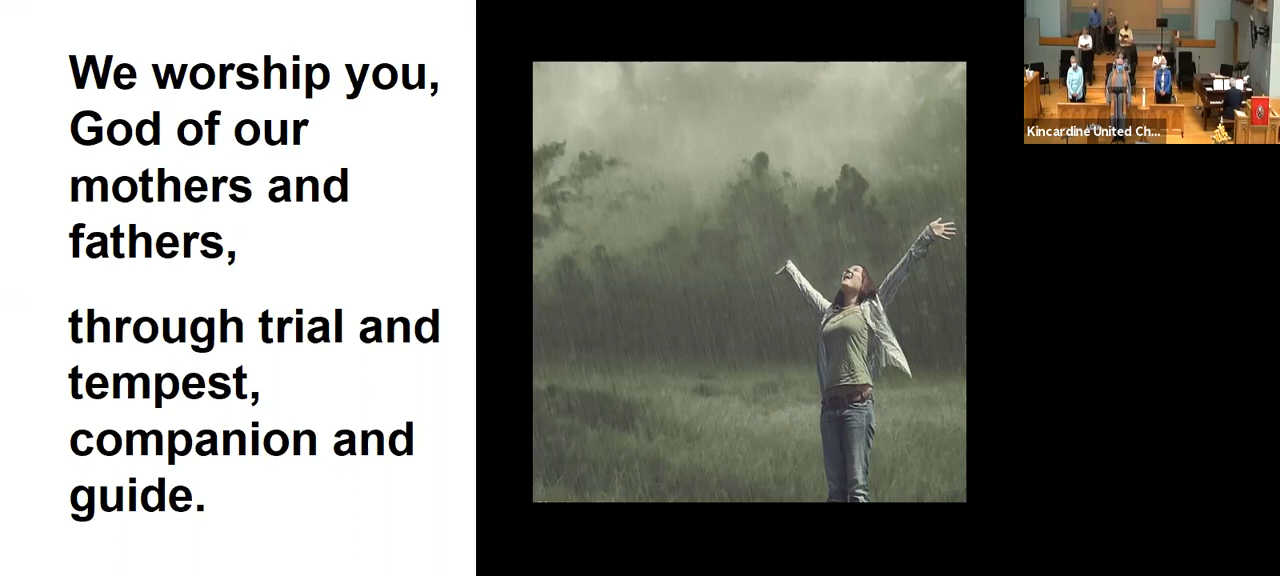 We worship you,
God of our
mothers and
fathers,
through trial and
tempest,
companion and
guide.
Kincardine United Ch...